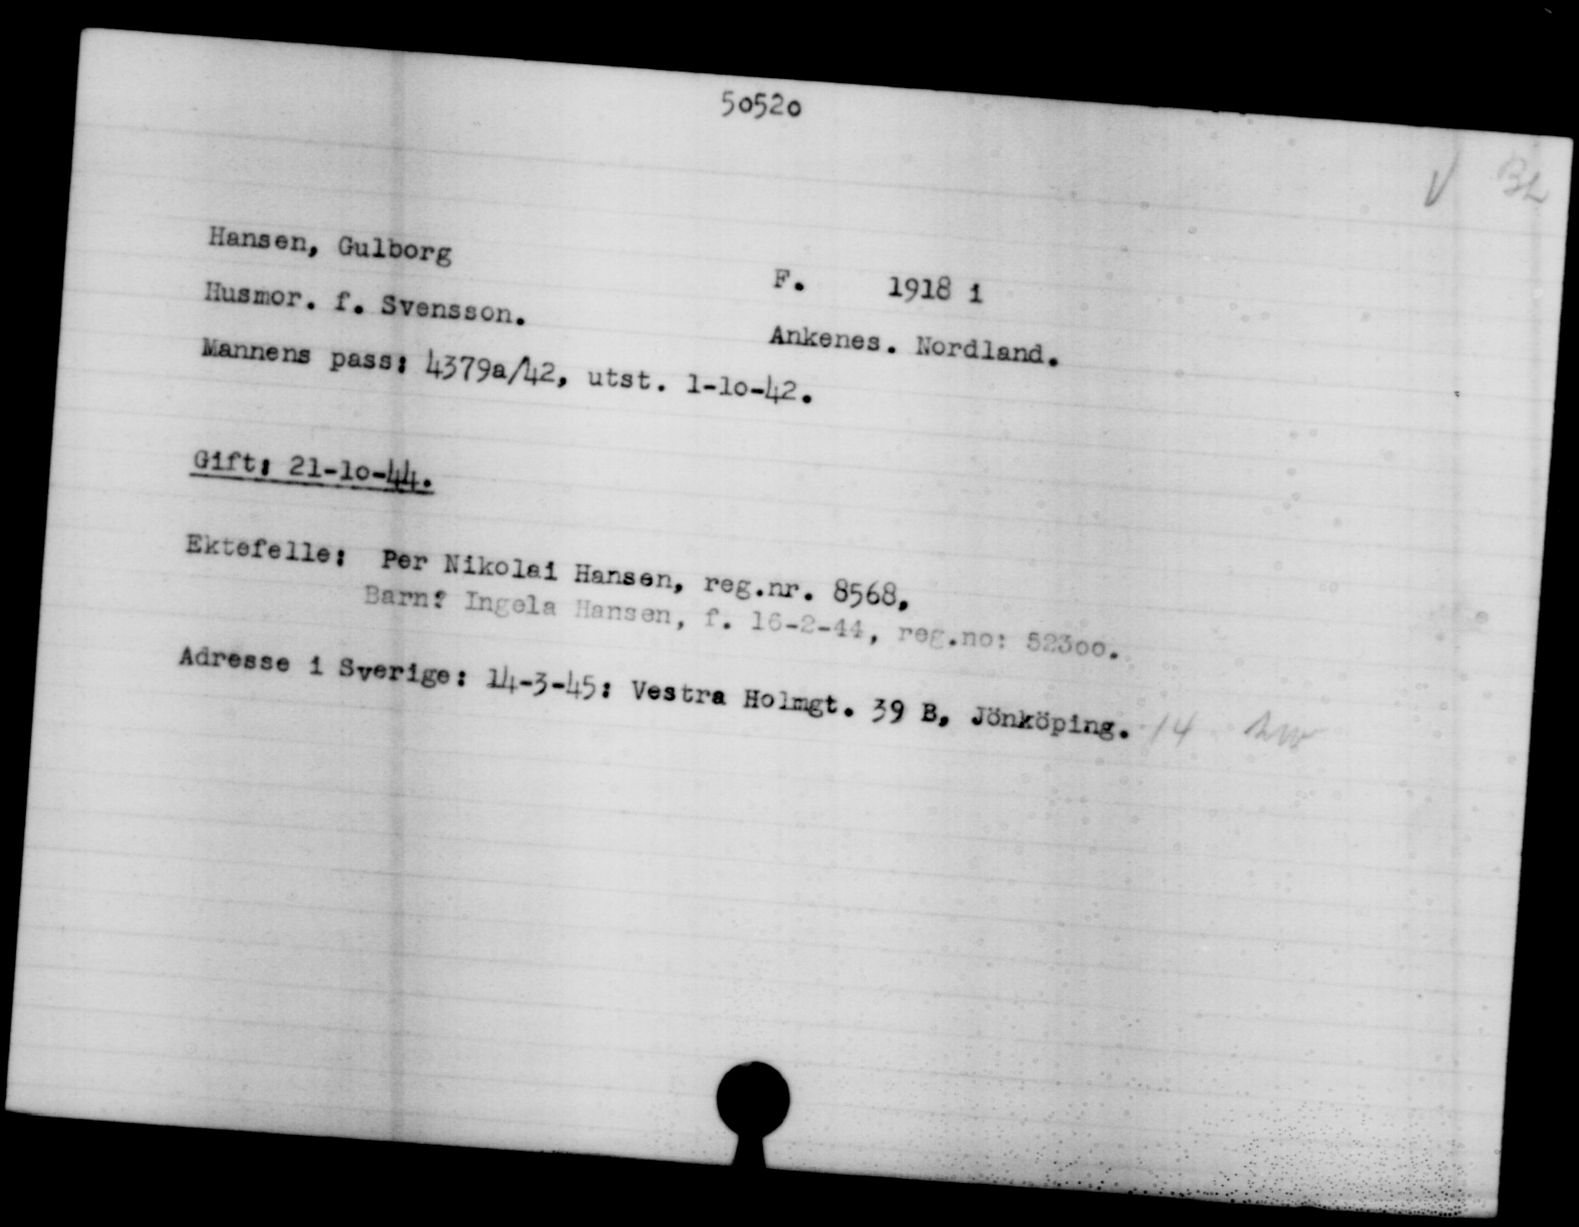 50520
V BL
Hansen, Gulborg F. 1918 i
Husmor. f. Svensson. Ankenes. Nordland.
Mannens pass: 4379a/42, utst. 1-10-42.
Gift: 21-10-44.
Ektefelle: Per Nikolai Hansen, reg.nr. 8568,
Barn: Ingela Hansen, f. 16-2-44, reg.no: 52300.
Adresse i Sverige: 14-3-45: Vestra Holmgt. 39 B, Jönköping. 14